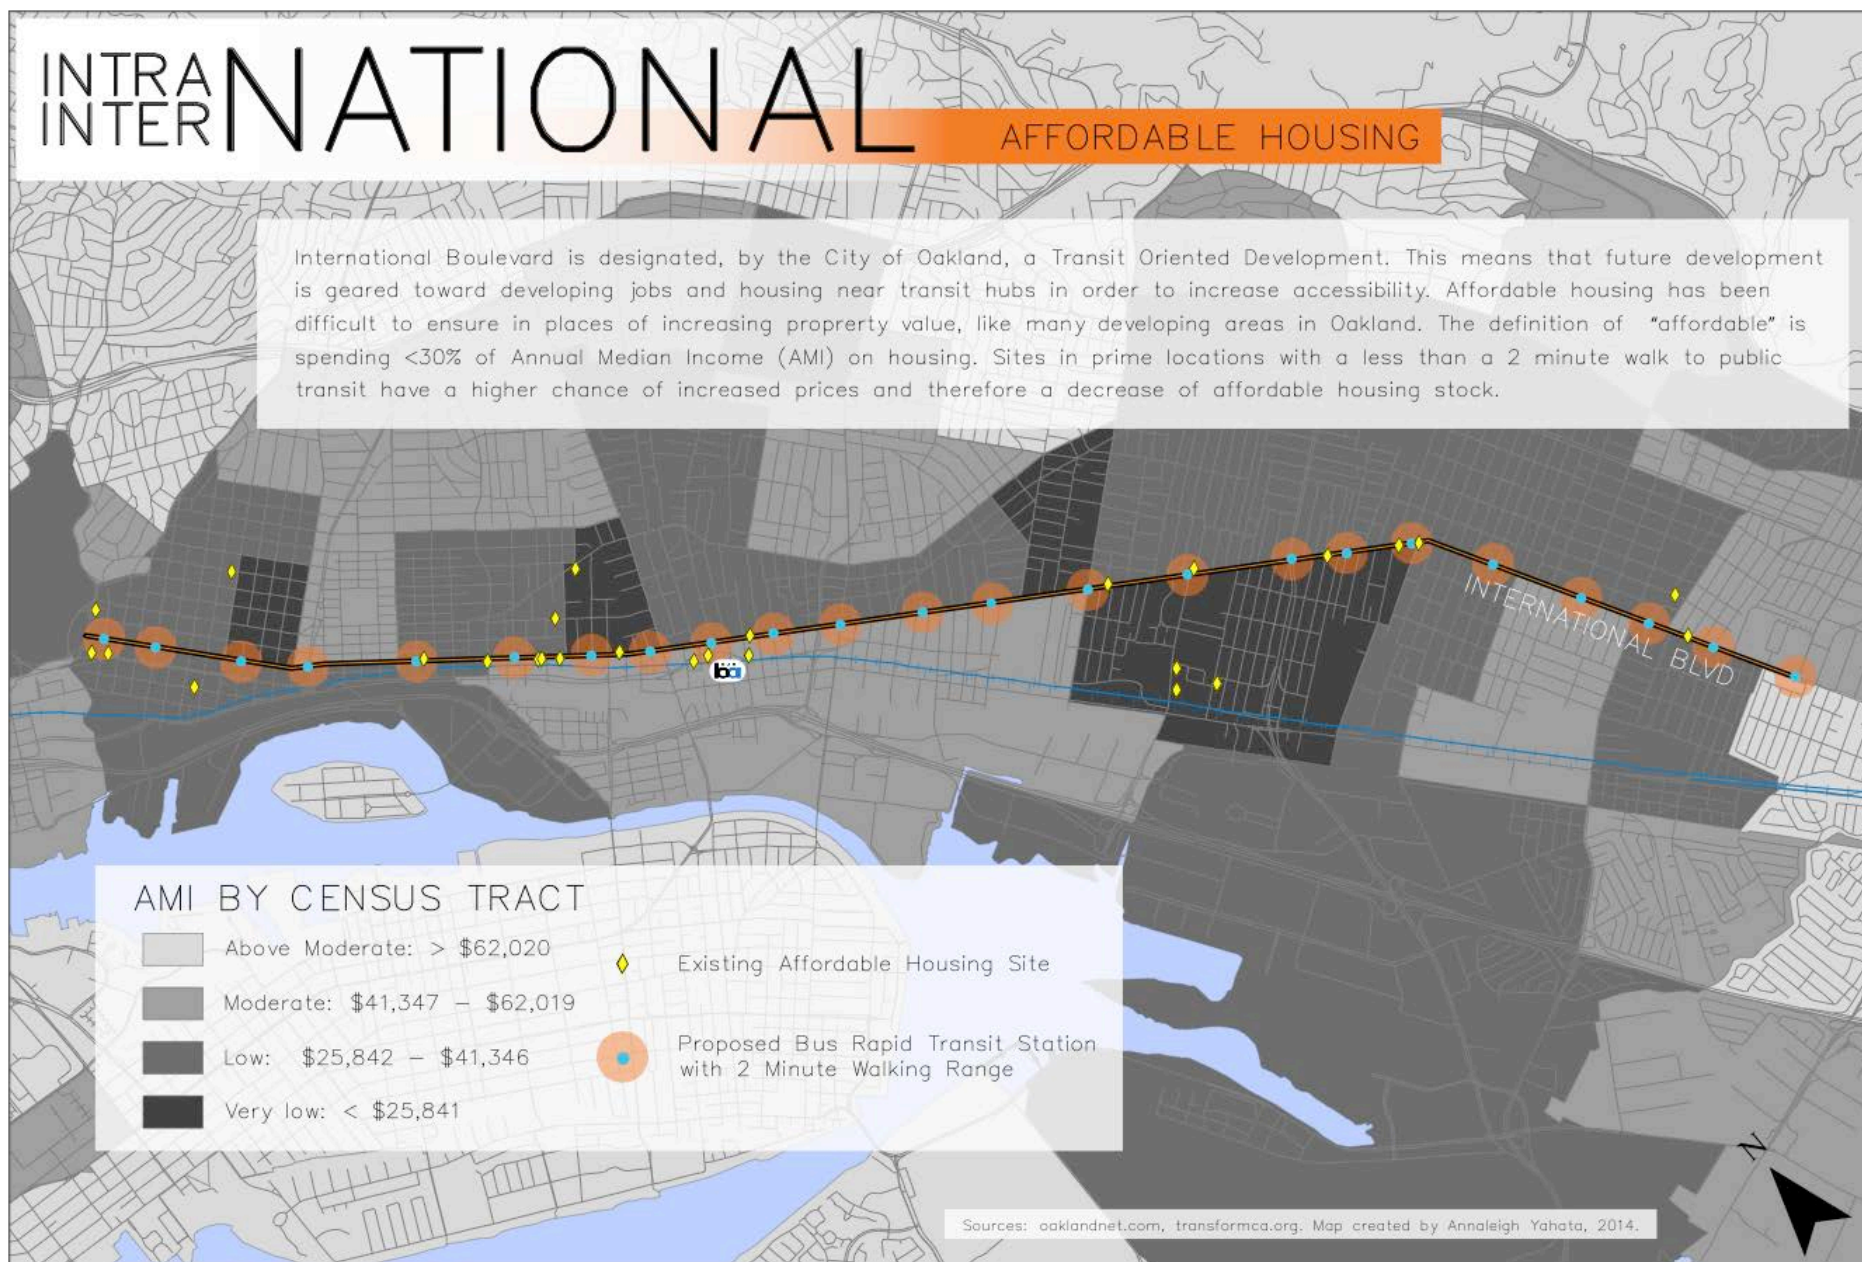 INTRA
INTER
NATIONAL
AFFORDABLE HOUSING
International Boulevard is designated, by the City of Oakland, a Transit Oriented Development. This means that future development
is geared toward developing jobs and housing near transit hubs in order to increase accessibility. Affordable housing has been
difficult to ensure in places of increasing proprerty value, like many developing areas in Oakland. The definition of "affordable" is
spending <30% of Annual Median Income (AMI) on housing. Sites in prime locations with a less than a 2 minute walk to public
transit have a higher chance of increased prices and therefore a decrease of affordable housing stock.
INTERNATIONAL BLVD
ba
AMI BY CENSUS TRACT
Above Moderate: > $62,020
Moderate: $41,347 – $62,019
Low: $25,842 – $41,346
Very low: < $25,841
Existing Affordable Housing Site
Proposed Bus Rapid Transit Station
with 2 Minute Walking Range
N
Sources: oaklandnet.com, transformca.org. Map created by Annaleigh Yahata, 2014.